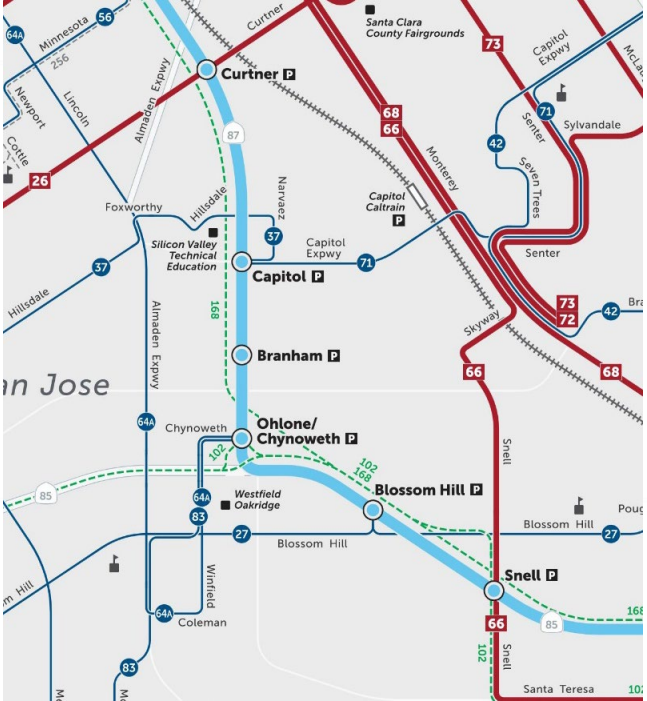 64A
Minnesota
56
256
Curtner
Santa Clara
County Fairgrounds
73
Capitol
Expwy
McLau
Newport
Lincoln
Almaden Expwy
Curtner P
Cottle
26
87
68
66
Monterey
42
71
Senter
Sylvandale
Seven Trees
Foxworthy
Hillsdale
Narvaez
Capitol
Caltrain
P
Silicon Valley
Technical
Education
37
Capitol
Expwy
71
Senter
37
Hillsdale
Capitol P
168
Almaden Expwy
73
72
42
Bra
Skyway
Branham P
66
68
an Jose
64A
Chynoweth
Ohlone/
Chynoweth P
Snell
102
102
168
85
64A
83
Westfield
Oakridge
Blossom Hill P
Blossom Hill
Poug
27
27
Blossom Hill
m Hill
Winfield
Snell P
64A
Coleman
66
85
168
83
102
Snell
Santa Teresa
102